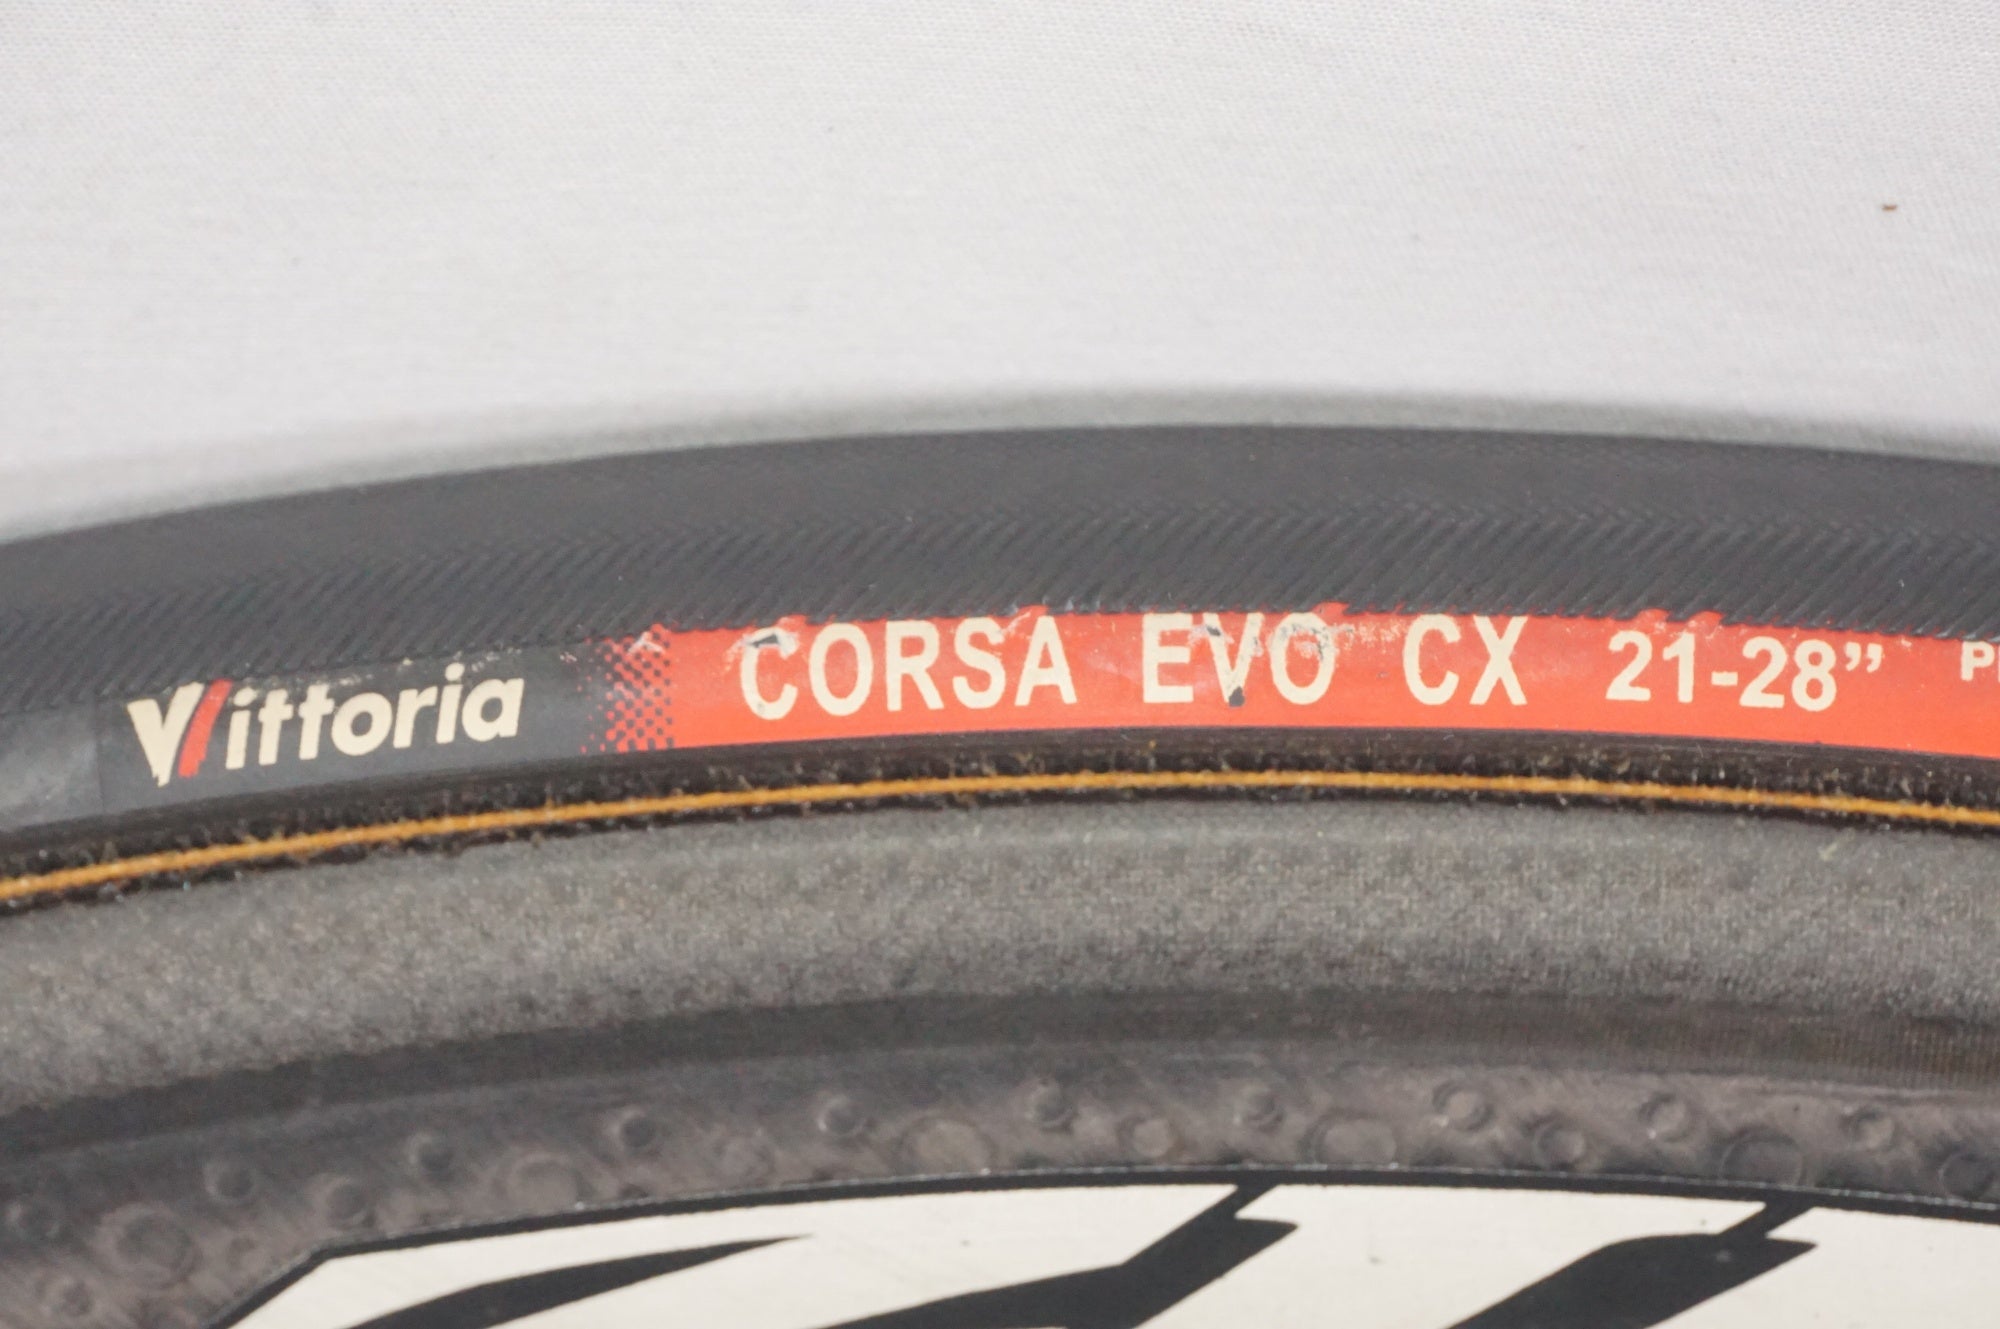 Vittoria CORSA EVO CX 21-28”